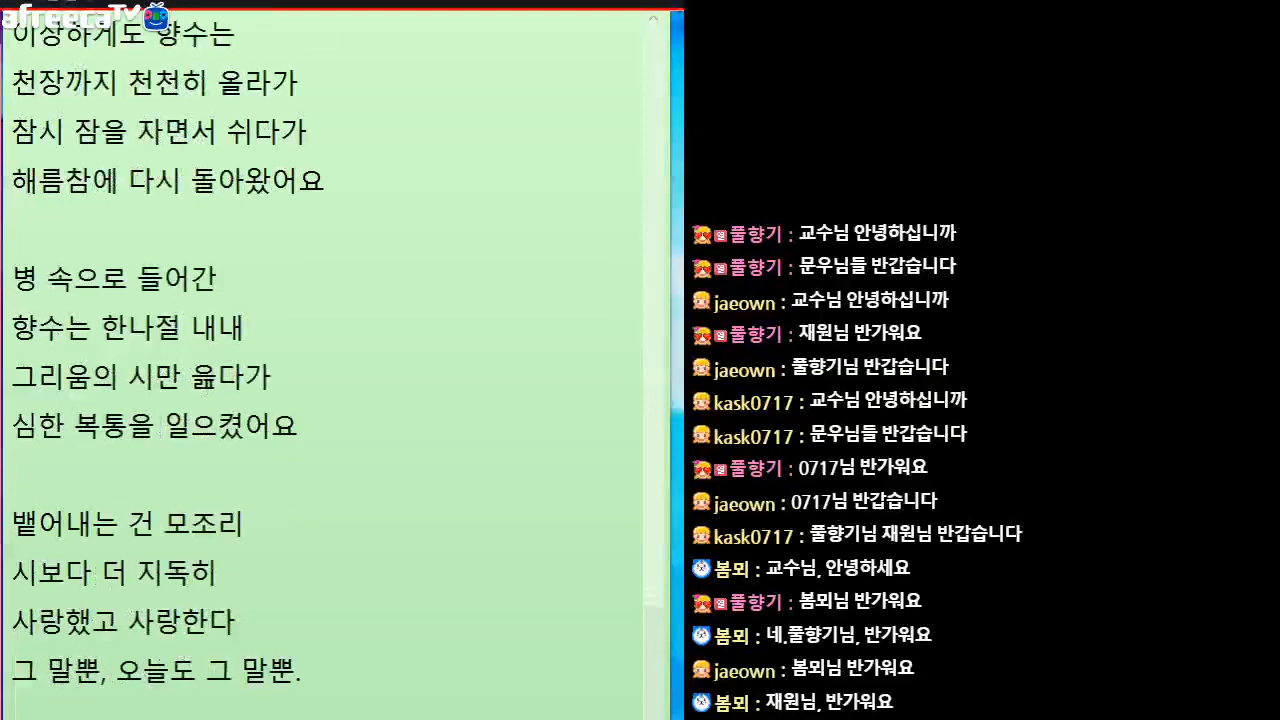 afreecaTV
이상하게도 향수는
천장까지 천천히 올라가
잠시 잠을 자면서 쉬다가
해름참에 다시 돌아왔어요
병 속으로 들어간
향수는 한나절 내내
그리움의 시만 읊다가
심한 복통을 일으켰어요
뱉어내는 건 모조리
시보다 더 지독히
사랑했고 사랑한다
그 말뿐, 오늘도 그 말뿐.
열 풀향기 : 교수님 안녕하십니까
열 풀향기 : 문우님들 반갑습니다
jaeown : 교수님 안녕하십니까
열 풀향기 : 재원님 반가워요
jaeown : 풀향기님 반갑습니다
kask0717 : 교수님 안녕하십니까
kask0717 : 문우님들 반갑습니다
열 풀향기 : 0717님 반가워요
jaeown : 0717님 반갑습니다
kask0717 : 풀향기님 재원님 반갑습니다
봄뫼 : 교수님, 안녕하세요
열 풀향기 : 봄뫼님 반가워요
봄뫼 : 네.풀향기님, 반가워요
jaeown : 봄뫼님 반가워요
봄뫼 : 재원님, 반가워요